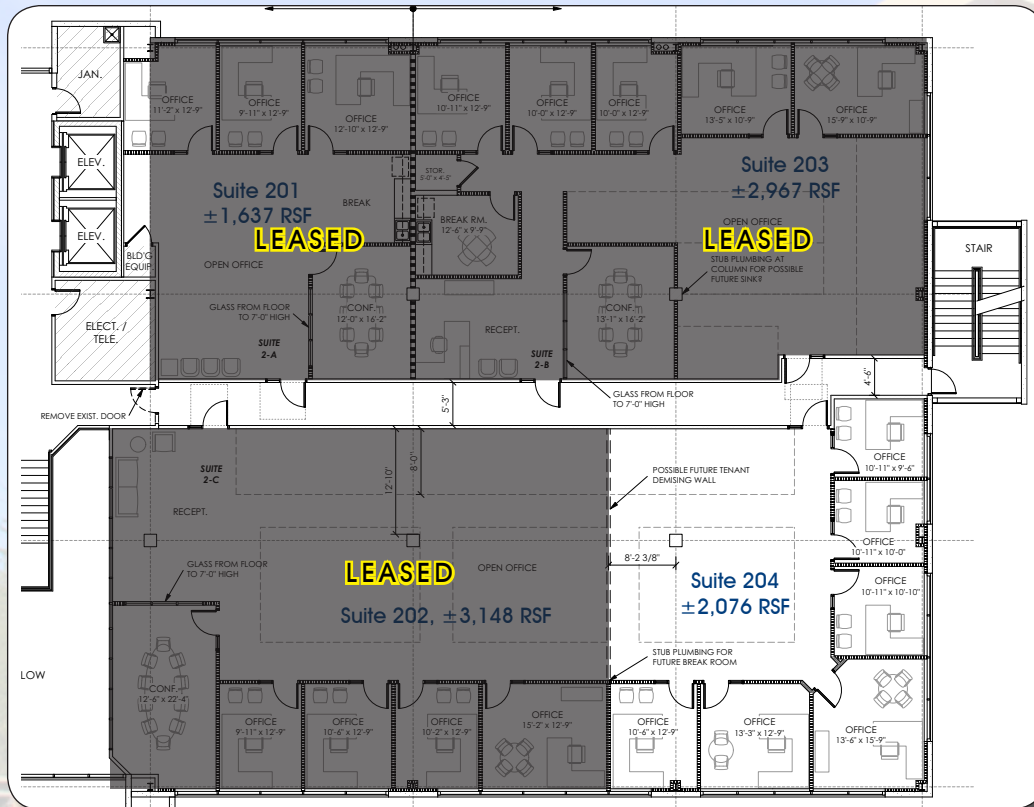 JAN.
ELEV.
ELEV.
BLD'G
EQUIP
ELECT. /
TELE.
OFFICE
11'-2" x 12'-9"
OFFICE
9'-11" x 12'-9"
OFFICE
12'-10" x 12'-9"
OFFICE
10'-11" x 12'-9"
OFFICE
10'-0" x 12'-9"
OFFICE
10'-0" x 12'-9"
OFFICE
13'-5" x 10'-9"
OFFICE
15'-9" x 10'-9"
Suite 201
±1,637 RSF
LEASED
BREAK
OPEN OFFICE
STOR.
5'-0" x 4'-5"
BREAK RM.
12'-6" x 9'-9"
Suite 203
±2,967 RSF
OPEN OFFICE
LEASED
STUB PLUMBING AT
COLUMN FOR POSSIBLE
FUTURE SINK?
STAIR
GLASS FROM FLOOR
TO 7'-0" HIGH
CONF.
12'-0" x 16'-2"
SUITE
2-A
RECEPT.
SUITE
2-B
CONF.
13'-1" x 16'-2"
GLASS FROM FLOOR
TO 7'-0" HIGH
4'-6"
5'-3"
REMOVE EXIST. DOOR
SUITE
2-C
RECEPT.
12'-10"
8'-0"
POSSIBLE FUTURE TENANT
DEMISING WALL
OFFICE
10'-11" x 9'-6"
OFFICE
10'-11" x 10'-0"
OFFICE
10'-11" x 10'-10"
GLASS FROM FLOOR
TO 7'-0" HIGH
LEASED
OPEN OFFICE
8'-2 3/8"
Suite 202, ±3,148 RSF
Suite 204
±2,076 RSF
STUB PLUMBING FOR
FUTURE BREAK ROOM
LOW
CONF.
12'-6" x 22'-4"
OFFICE
9'-11" x 12'-9"
OFFICE
10'-6" x 12'-9"
OFFICE
10'-2" x 12'-9"
OFFICE
15'-2" x 12'-9"
OFFICE
10'-6" x 12'-9"
OFFICE
13'-3" x 12'-9"
OFFICE
13'-6" x 15'-9"